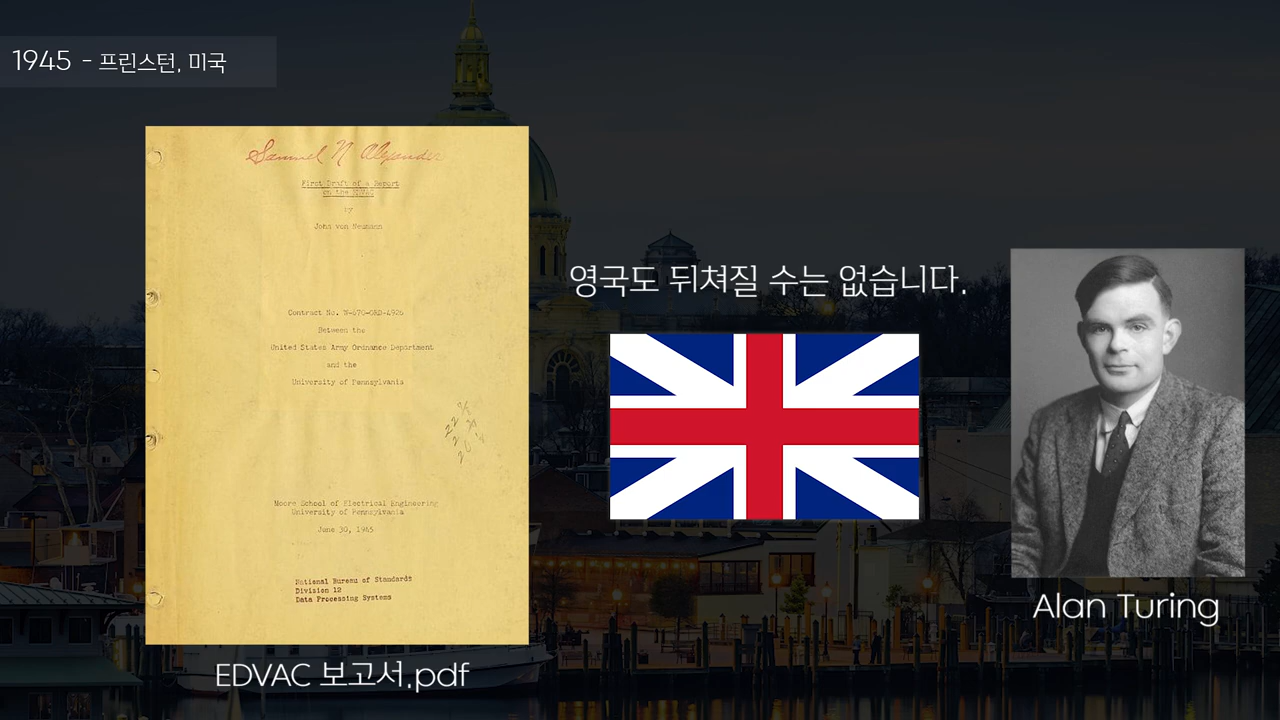 1945 - 프린스턴, 미국
Samuel N Alexander
First Draft of a Report
on the EDVAC
by
John von Neumann
Contract No. W-670-ORD-4926
Between the
United States Army Ordnance Department
and the
University of Pennsylvania
Moore School of Electrical Engineering
University of Pennsylvania
June 30, 1945
National Bureau of Standards
Division 12
Data Processing Systems
EDVAC 보고서.pdf
영국도 뒤쳐질 수는 없습니다.
Alan Turing